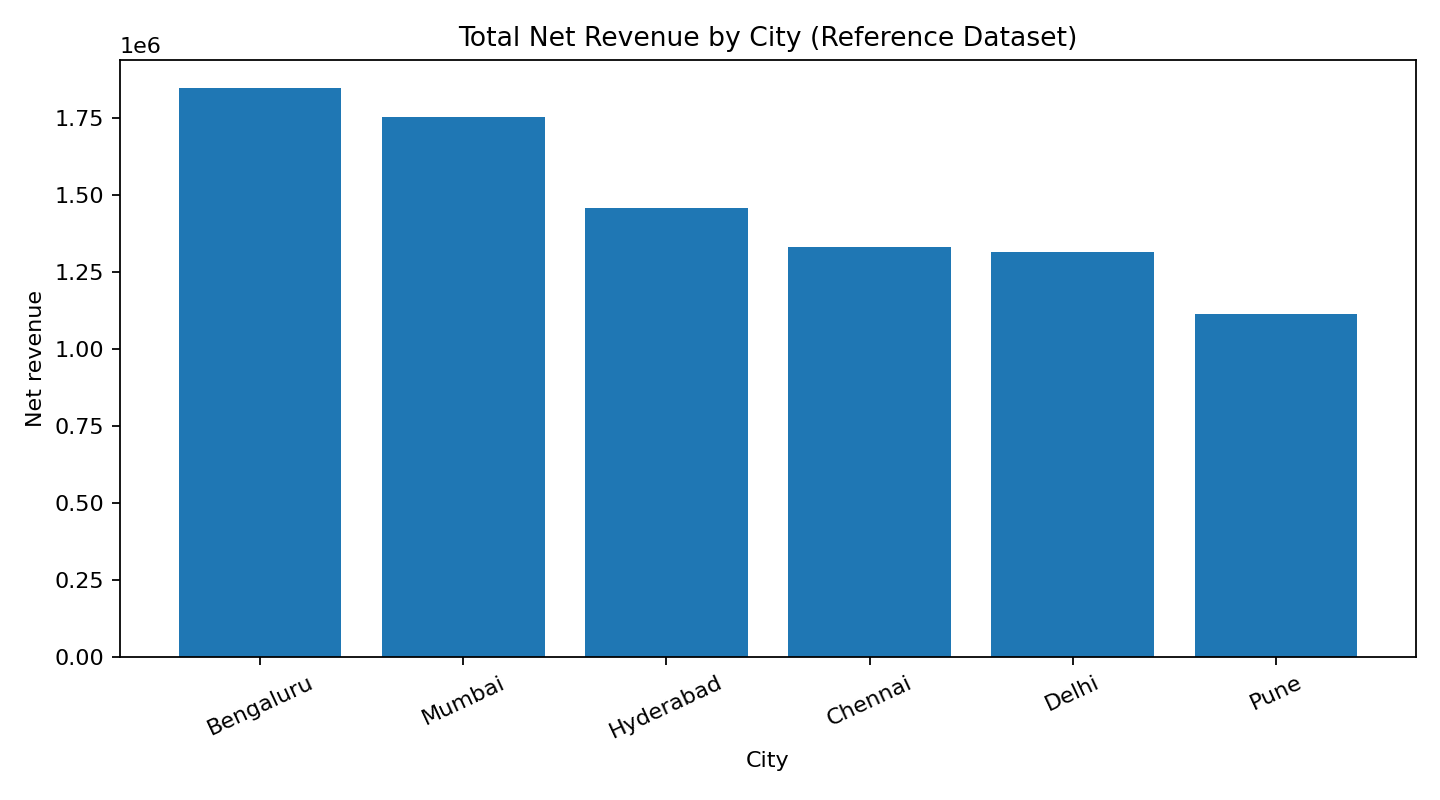 Total Net Revenue by City (Reference Dataset)
1e6
1.75
1.50
1.25
1.00
0.75
0.50
0.25
0.00
Net revenue
Bengaluru
Mumbai
Hyderabad
Chennai
Delhi
Pune
City